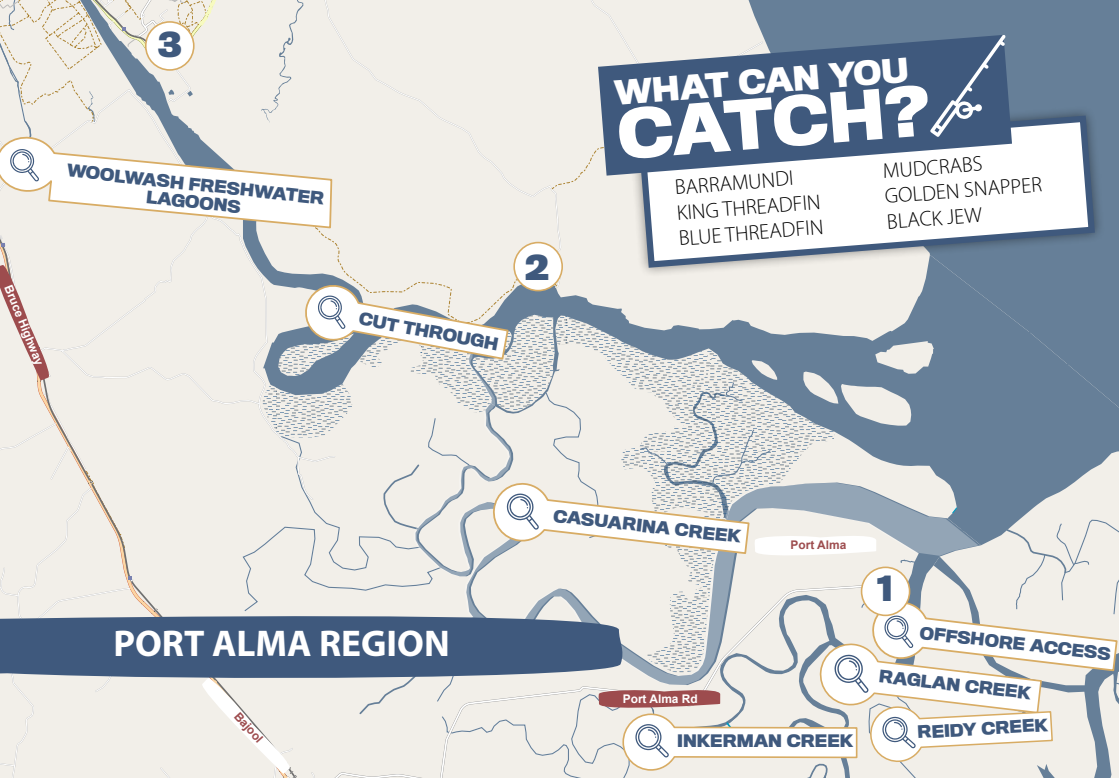 3
WHAT CAN YOU
CATCH?
BARRAMUNDI
KING THREADFIN
BLUE THREADFIN
MUDCRABS
GOLDEN SNAPPER
BLACK JEW
WOOLWASH FRESHWATER
LAGOONS
2
Bruce Highway
CUT THROUGH
CASUARINA CREEK
Port Alma
1
OFFSHORE ACCESS
PORT ALMA REGION
RAGLAN CREEK
Port Alma Rd
Bajool
REIDY CREEK
INKERMAN CREEK